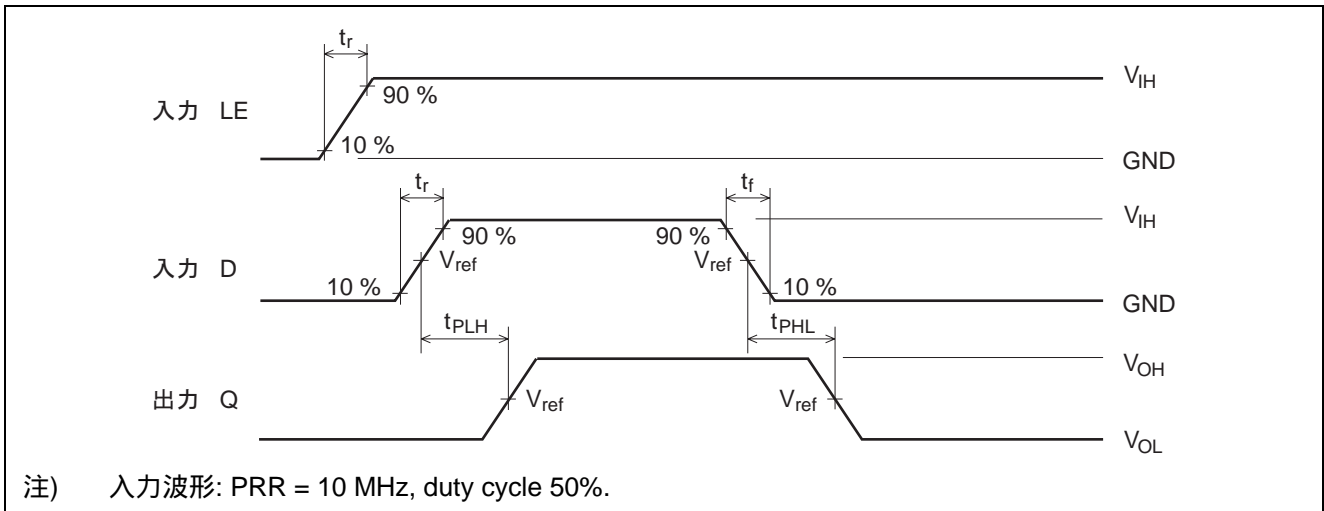 tr
VIH
90 %
入力 LE
10 %
GND
tr
tf
VIH
90 %
90 %
Vref
Vref
入力 D
10 %
10 %
GND
tPLH
tPHL
VOH
出力 Q
Vref
Vref
VOL
注) 入力波形: PRR = 10 MHz, duty cycle 50%.